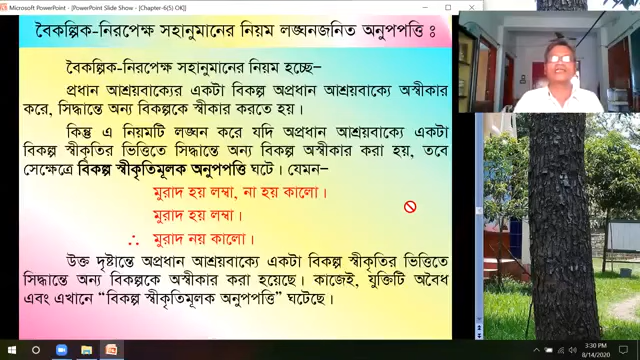 Microsoft PowerPoint - PowerPoint Slide Show - [Chapter-6(5) OK)]
বৈকল্পিক-নিরপেক্ষ সহানুমানের নিয়ম লঙ্ঘনজনিত অনুপপত্তি ঃ
বৈকল্পিক-নিরপেক্ষ সহানুমানের নিয়ম হচ্ছে–
প্রধান আশ্রয়বাক্যের একটা বিকল্প অপ্রধান আশ্রয়বাক্যে অস্বীকার
করে, সিদ্ধান্তে অন্য বিকল্পকে স্বীকার করতে হয়।
কিন্তু এ নিয়মটি লঙ্ঘন করে যদি অপ্রধান আশ্রয়বাক্যে একটা
বিকল্প স্বীকৃতির ভিত্তিতে সিদ্ধান্তে অন্য বিকল্প অস্বীকার করা হয়, তবে
সেক্ষেত্রে বিকল্প স্বীকৃতিমূলক অনুপপত্তি ঘটে। যেমন–
মুরাদ হয় লম্বা, না হয় কালো।
মুরাদ হয় লম্বা।
∴ মুরাদ নয় কালো।
উক্ত দৃষ্টান্তে অপ্রধান আশ্রয়বাক্যে একটা বিকল্প স্বীকৃতির ভিত্তিতে
সিদ্ধান্তে অন্য বিকল্পকে অস্বীকার করা হয়েছে। কাজেই, যুক্তিটি অবৈধ
এবং এখানে “বিকল্প স্বীকৃতিমূলক অনুপপত্তি” ঘটেছে।
3:30 PM
8/14/2020